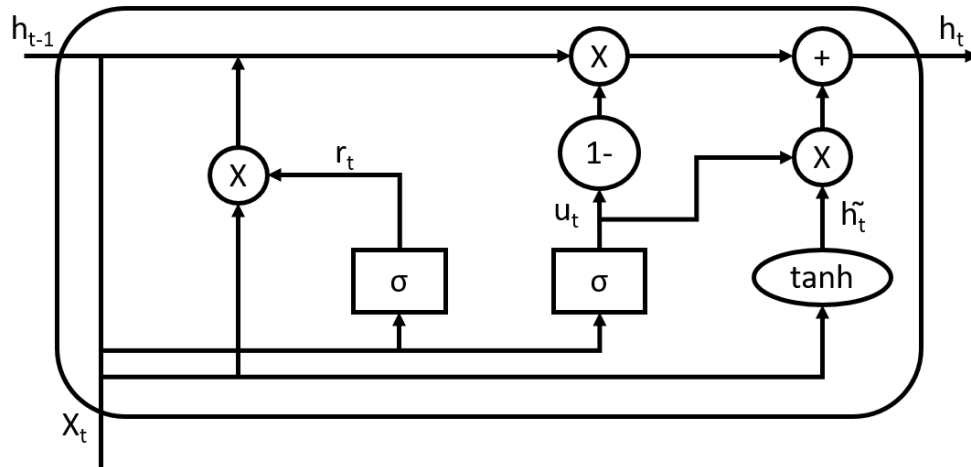 h_{t-1}
X
+
h_t
1-
X
r_t
X
u_t
h̃_t
σ
σ
tanh
X_t